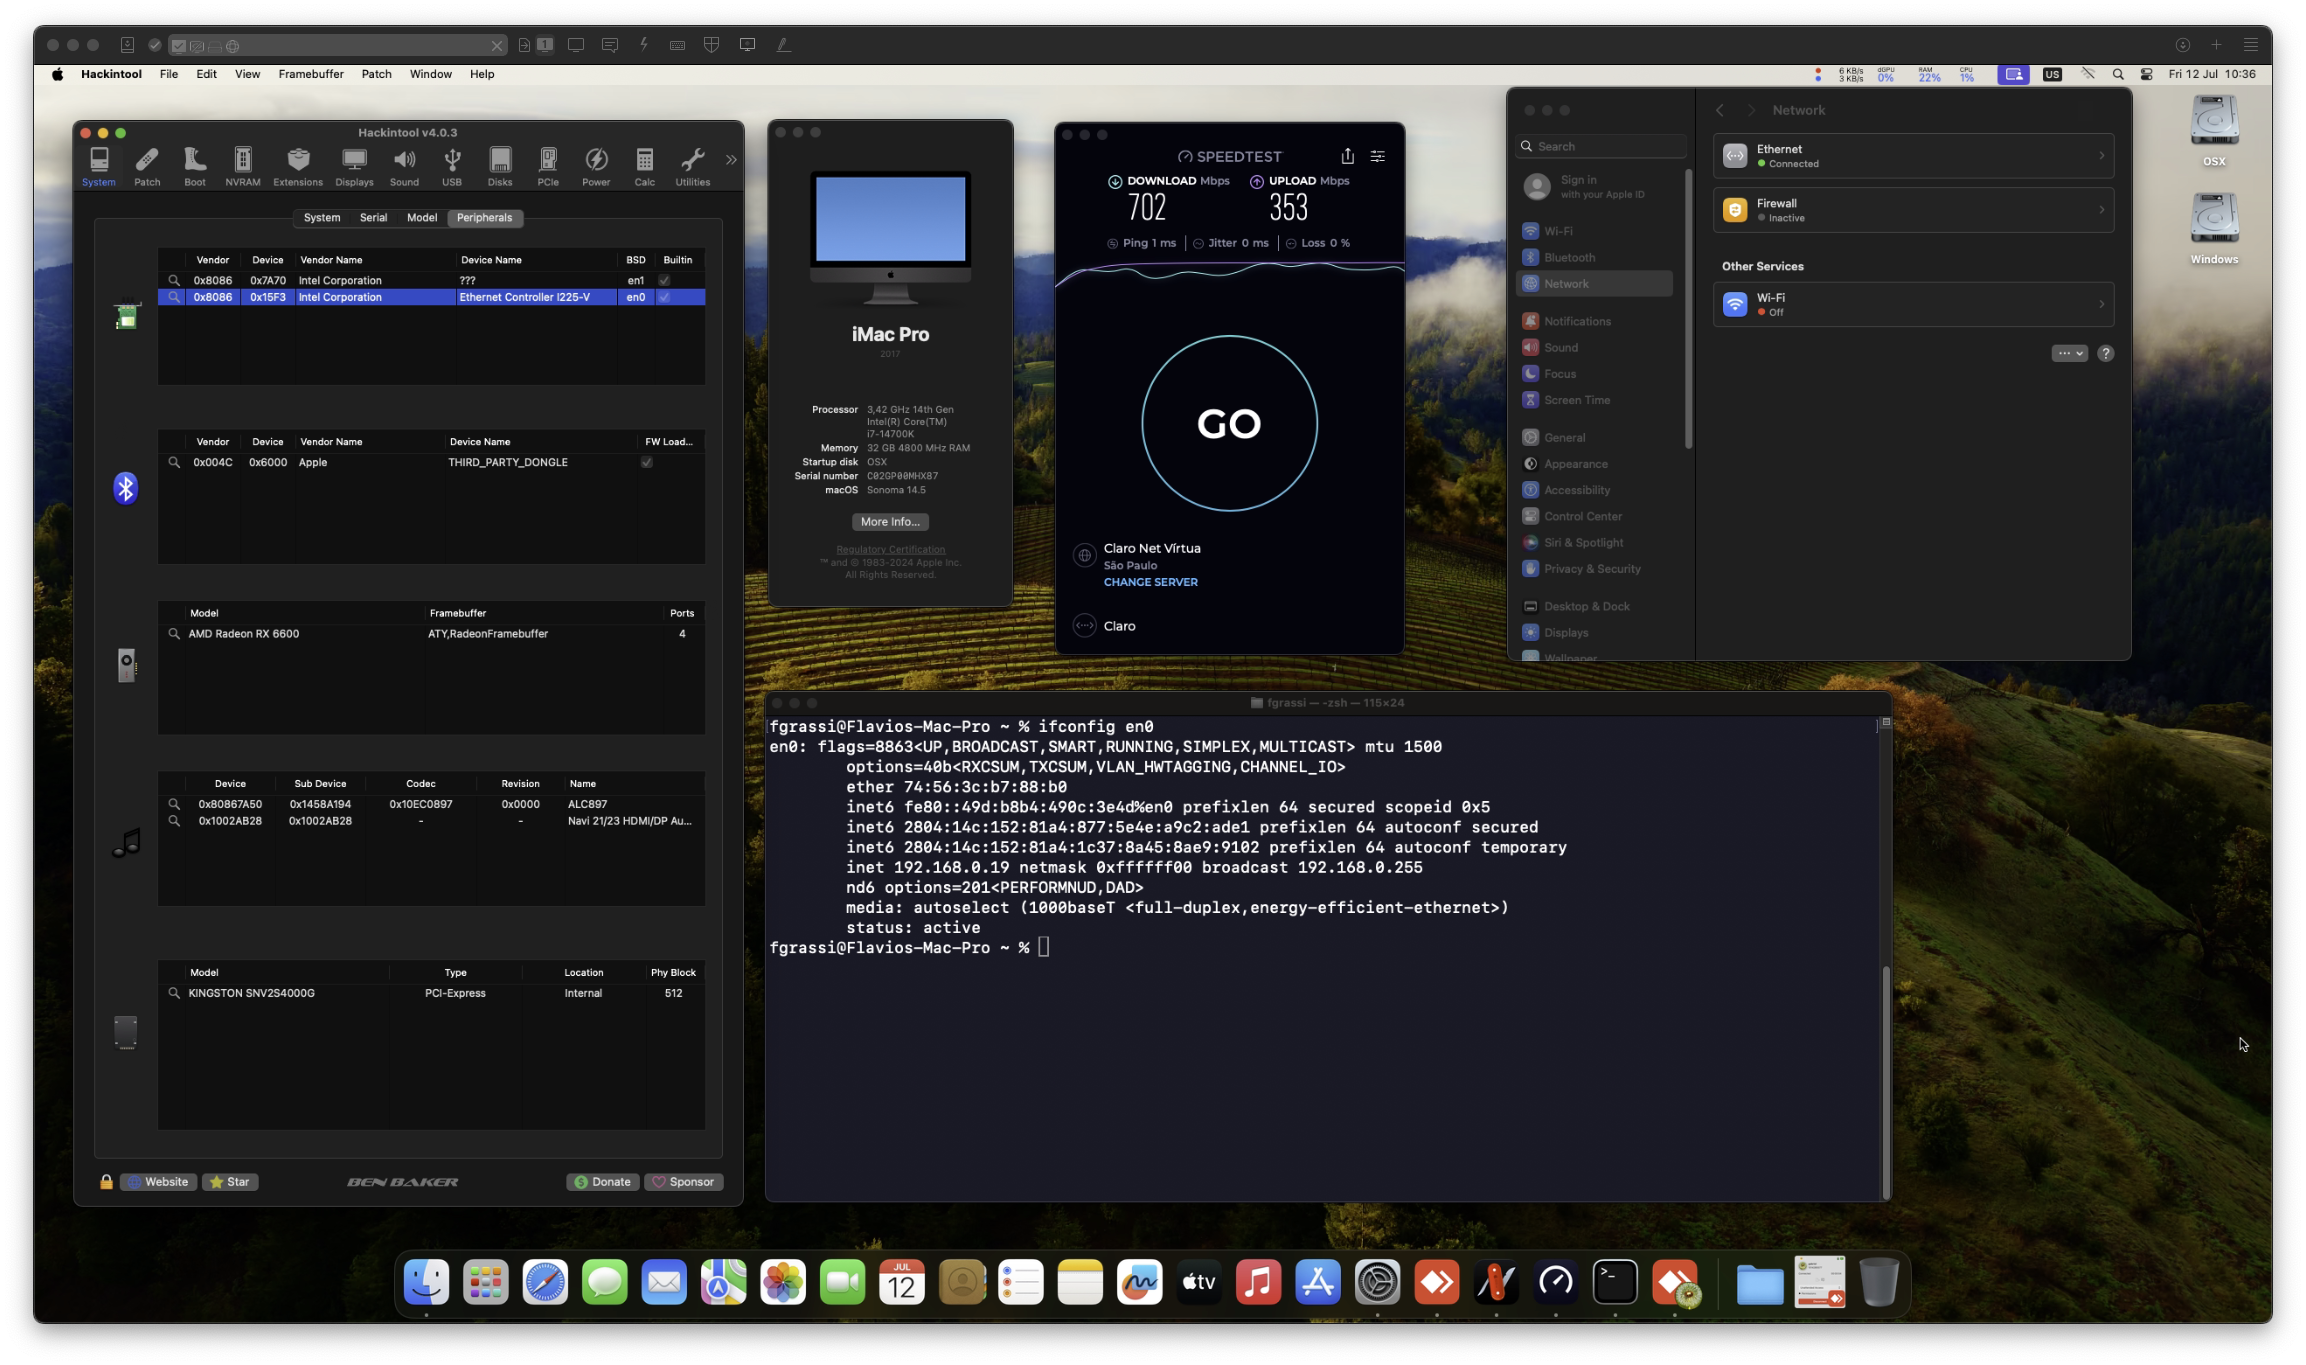 1
Hackintool File Edit View Framebuffer Patch Window Help
6 KB/s
3 KB/s
dGPU
0%
RAM
22%
CPU
1%
US
Fri 12 Jul 10:36
Hackintool v4.0.3
System Patch Boot NVRAM Extensions Displays Sound USB Disks PCIe Power Calc Utilities
System Serial Model Peripherals
Vendor Device Vendor Name Device Name BSD Builtin
0x8086 0x7A70 Intel Corporation ??? en1
0x8086 0x15F3 Intel Corporation Ethernet Controller I225-V en0
Vendor Device Vendor Name Device Name FW Load...
0x004C 0x6000 Apple THIRD_PARTY_DONGLE
Model Framebuffer Ports
AMD Radeon RX 6600 ATY,RadeonFramebuffer 4
Device Sub Device Codec Revision Name
0x80867A50 0x1458A194 0x10EC0897 0x0000 ALC897
0x1002AB28 0x1002AB28 - - Navi 21/23 HDMI/DP Au...
Model Type Location Phy Block
KINGSTON SNV2S4000G PCI-Express Internal 512
Website Star BEN BAKER Donate Sponsor
iMac Pro
2017
Processor 3,42 GHz 14th Gen
Intel(R) Core(TM)
i7-14700K
Memory 32 GB 4800 MHz RAM
Startup disk OSX
Serial number C02GP00MHX87
macOS Sonoma 14.5
More Info...
Regulatory Certification
™ and © 1983-2024 Apple Inc.
All Rights Reserved.
SPEEDTEST
DOWNLOAD Mbps UPLOAD Mbps
702 353
Ping 1 ms Jitter 0 ms Loss 0 %
GO
Claro Net Vírtua
São Paulo
CHANGE SERVER
Claro
Search
Sign in
with your Apple ID
Wi-Fi
Bluetooth
Network
Notifications
Sound
Focus
Screen Time
General
Appearance
Accessibility
Control Center
Siri & Spotlight
Privacy & Security
Desktop & Dock
Displays
Wallpaper
Network
Ethernet
Connected
Firewall
Inactive
Other Services
Wi-Fi
Off
?
OSX
Windows
fgrassi — -zsh — 115×24
fgrassi@Flavios-Mac-Pro ~ % ifconfig en0
en0: flags=8863<UP,BROADCAST,SMART,RUNNING,SIMPLEX,MULTICAST> mtu 1500
options=40b<RXCSUM,TXCSUM,VLAN_HWTAGGING,CHANNEL_IO>
ether 74:56:3c:b7:88:b0
inet6 fe80::49d:b8b4:490c:3e4d%en0 prefixlen 64 secured scopeid 0x5
inet6 2804:14c:152:81a4:877:5e4e:a9c2:ade1 prefixlen 64 autoconf secured
inet6 2804:14c:152:81a4:1c37:8a45:8ae9:9102 prefixlen 64 autoconf temporary
inet 192.168.0.19 netmask 0xffffff00 broadcast 192.168.0.255
nd6 options=201<PERFORMNUD,DAD>
media: autoselect (1000baseT <full-duplex,energy-efficient-ethernet>)
status: active
fgrassi@Flavios-Mac-Pro ~ %
JUL
12
tv
>_